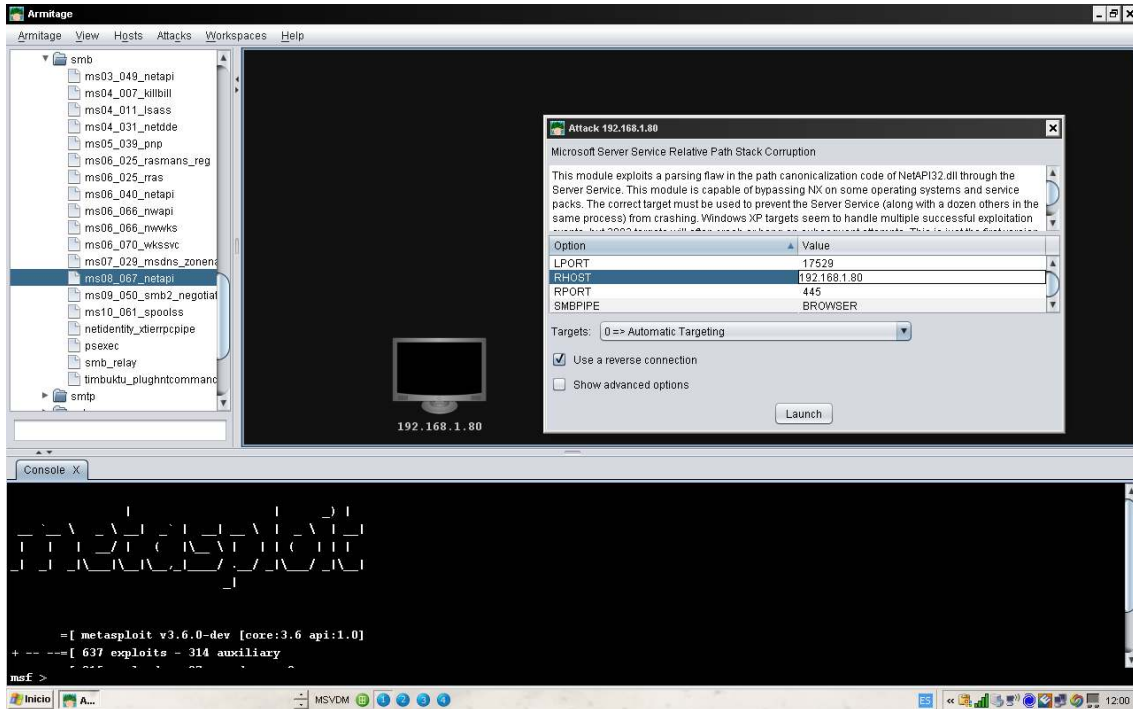 Armitage
Armitage View Hosts Attacks Workspaces Help
smb
ms03_049_netapi
ms04_007_killbill
ms04_011_lsass
ms04_031_netdde
ms05_039_pnp
ms06_025_rasmans_reg
ms06_025_rras
ms06_040_netapi
ms06_066_nwapi
ms06_066_nwwks
ms06_070_wkssvc
ms07_029_msdns_zonena
ms08_067_netapi
ms09_050_smb2_negotiat
ms10_061_spoolss
netidentity_xtierrpcpipe
psexec
smb_relay
timbuktu_plughntcommand
smtp
192.168.1.80
Attack 192.168.1.80
Microsoft Server Service Relative Path Stack Corruption
This module exploits a parsing flaw in the path canonicalization code of NetAPI32.dll through the
Server Service. This module is capable of bypassing NX on some operating systems and service
packs. The correct target must be used to prevent the Server Service (along with a dozen others in the
same process) from crashing. Windows XP targets seem to handle multiple successful exploitation
Option Value
LPORT 17529
RHOST 192.168.1.80
RPORT 445
SMBPIPE BROWSER
Targets: 0 => Automatic Targeting
Use a reverse connection
Show advanced options
Launch
Console X
metasploit
=[ metasploit v3.6.0-dev [core:3.6 api:1.0]
+ -- --=[ 637 exploits - 314 auxiliary
msf >
Inicio A... MSVDM 1 2 3 4 ES 12:00